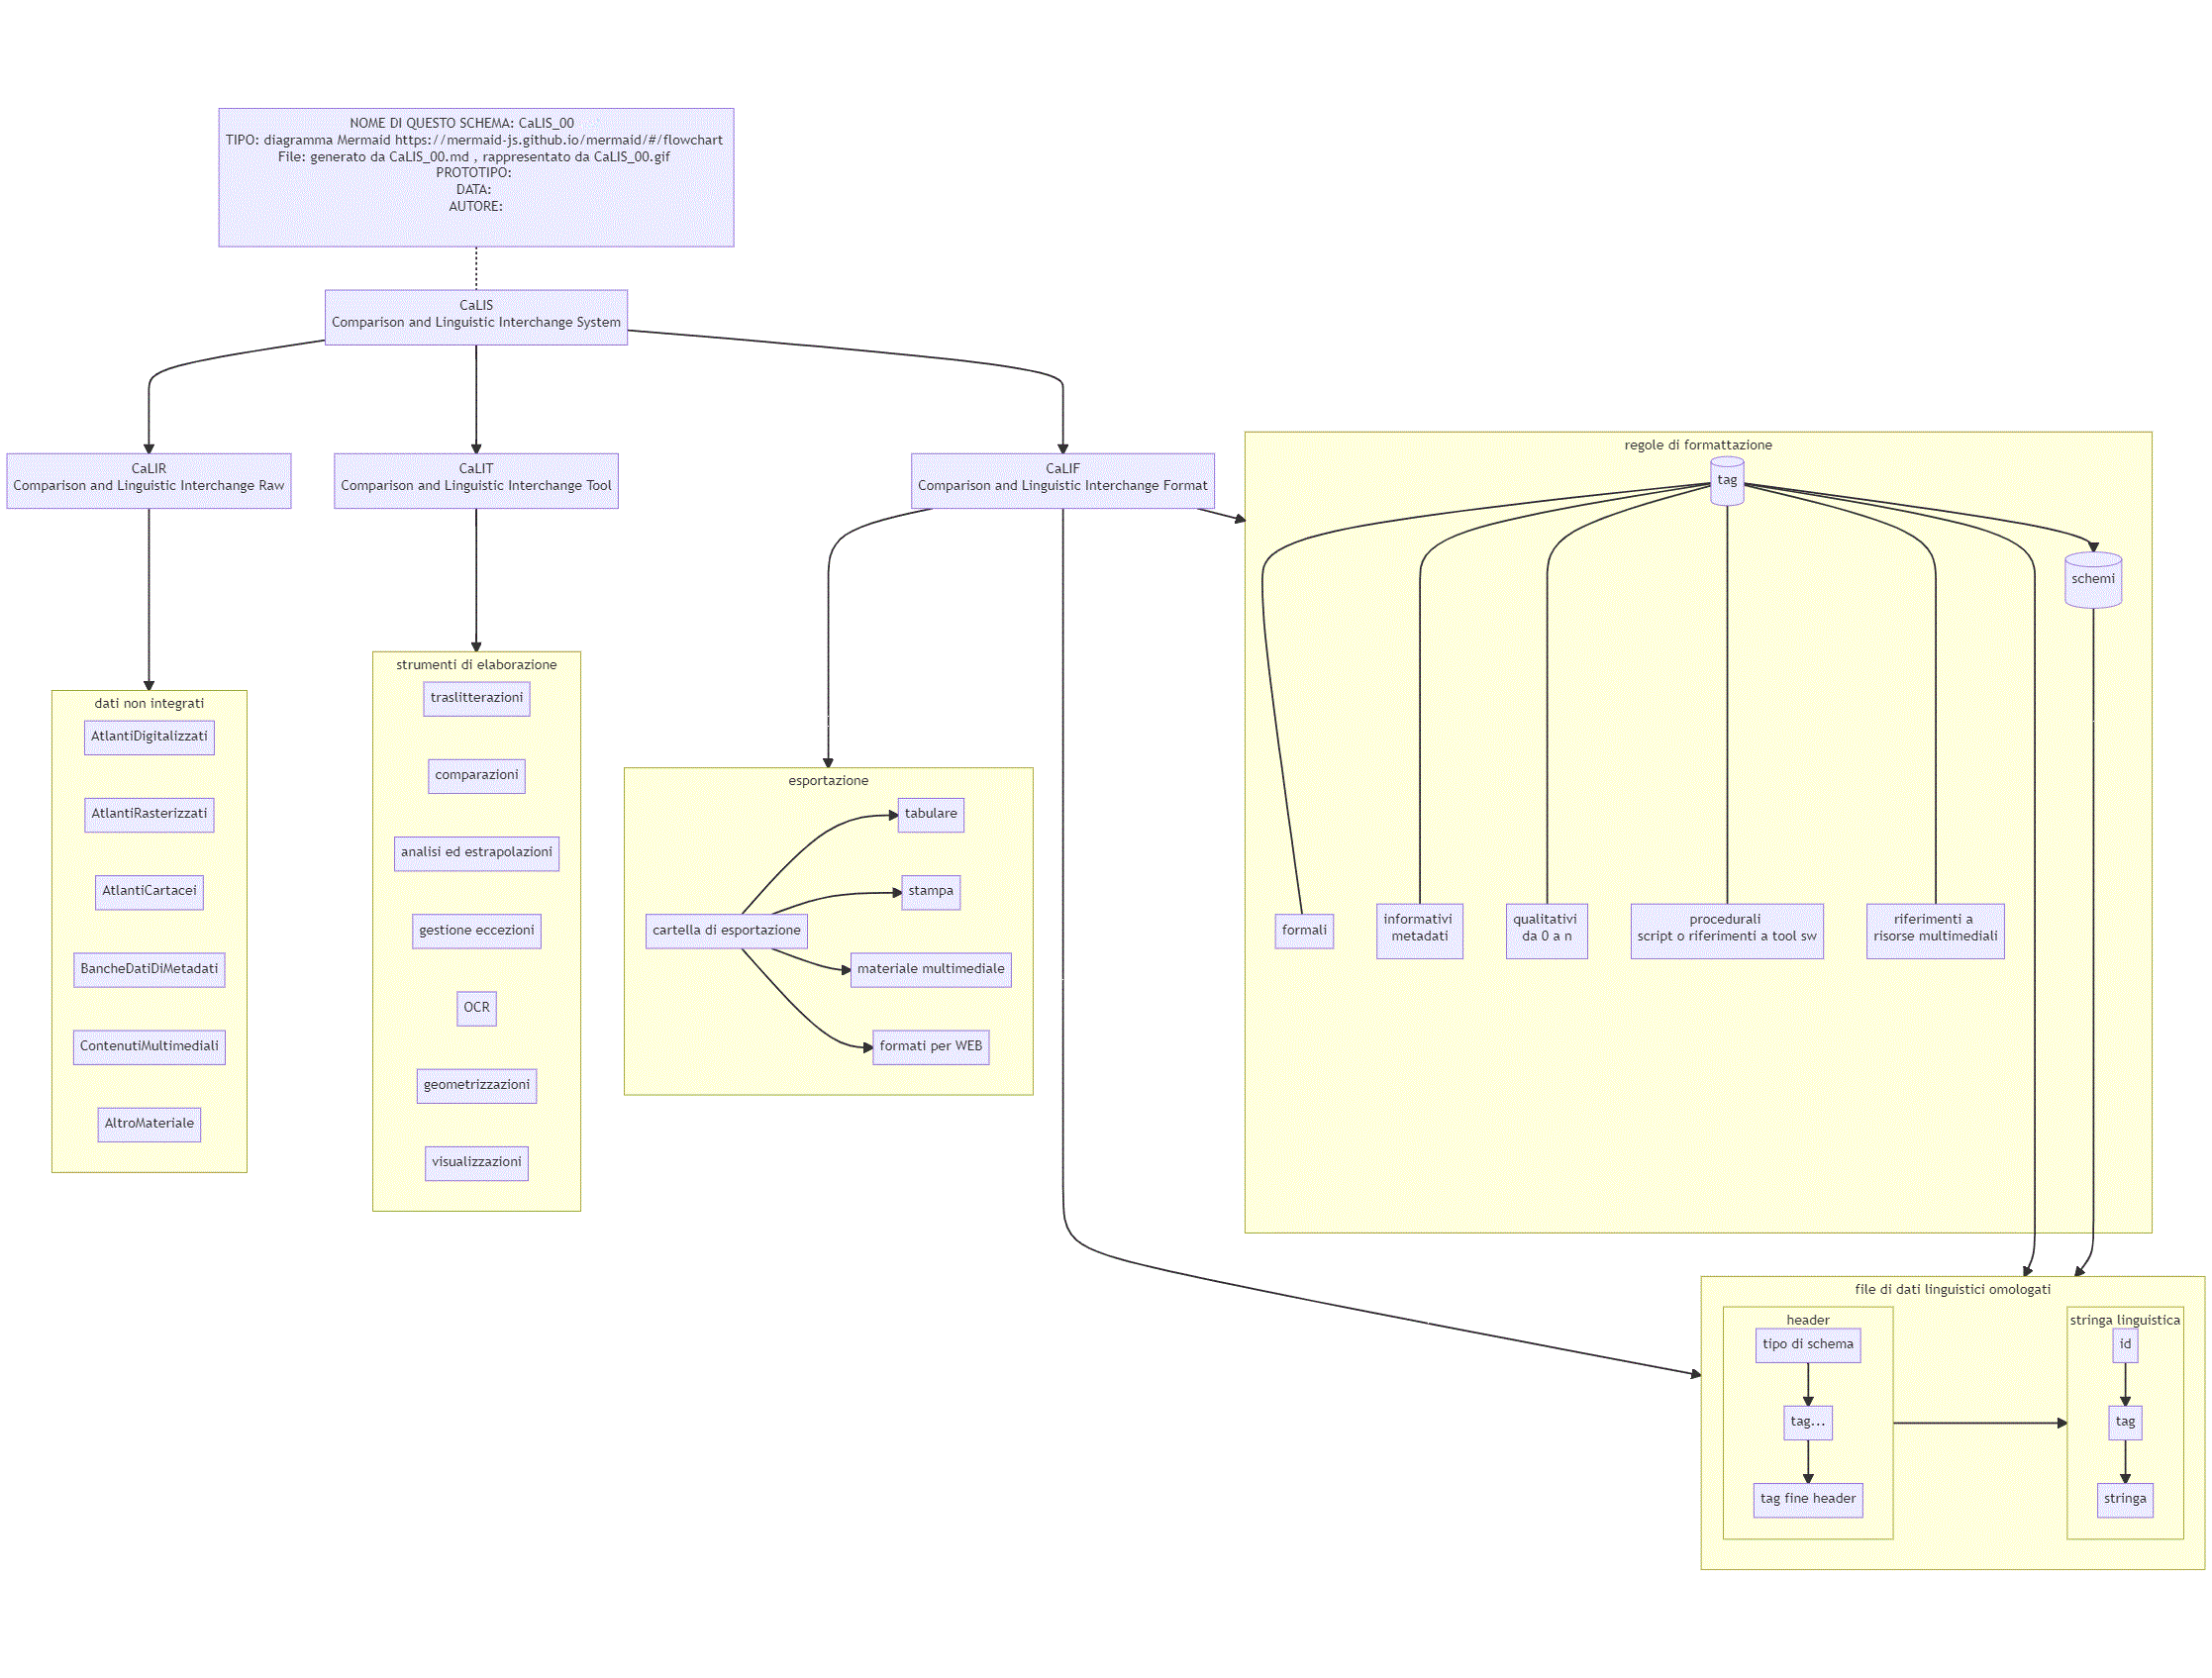 NOME DI QUESTO SCHEMA: CaLIS_00
TIPO: diagramma Mermaid https://mermaid-js.github.io/mermaid/#/flowchart
File: generato da CaLIS_00.md , rappresentato da CaLIS_00.gif
PROTOTIPO:
DATA:
AUTORE:
CaLIS
Comparison and Linguistic Interchange System
CaLIR
Comparison and Linguistic Interchange Raw
CaLIT
Comparison and Linguistic Interchange Tool
CaLIF
Comparison and Linguistic Interchange Format
dati non integrati
AtlantiDigitalizzati
AtlantiRasterizzati
AtlantiCartacei
BancheDatiDiMetadati
ContenutiMultimediali
AltroMateriale
strumenti di elaborazione
traslitterazioni
comparazioni
analisi ed estrapolazioni
gestione eccezioni
OCR
geometrizzazioni
visualizzazioni
esportazione
cartella di esportazione
tabulare
stampa
materiale multimediale
formati per WEB
regole di formattazione
tag
schemi
formali
informativi
metadati
qualitativi
da 0 a n
procedurali
script o riferimenti a tool sw
riferimenti a
risorse multimediali
file di dati linguistici omologati
header
tipo di schema
tag...
tag fine header
stringa linguistica
id
tag
stringa